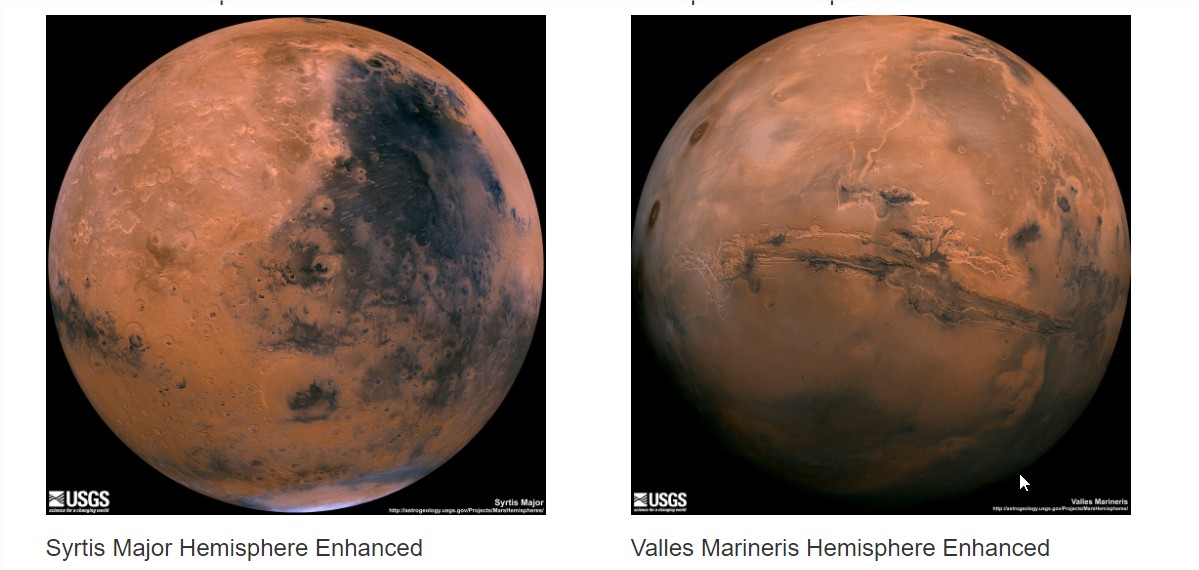 USGS
science for a changing world
Syrtis Major
http://astrogeology.usgs.gov/Projects/MarsHemispheres/
Syrtis Major Hemisphere Enhanced
USGS
science for a changing world
Valles Marineris
http://astrogeology.usgs.gov/Projects/MarsHemispheres/
Valles Marineris Hemisphere Enhanced